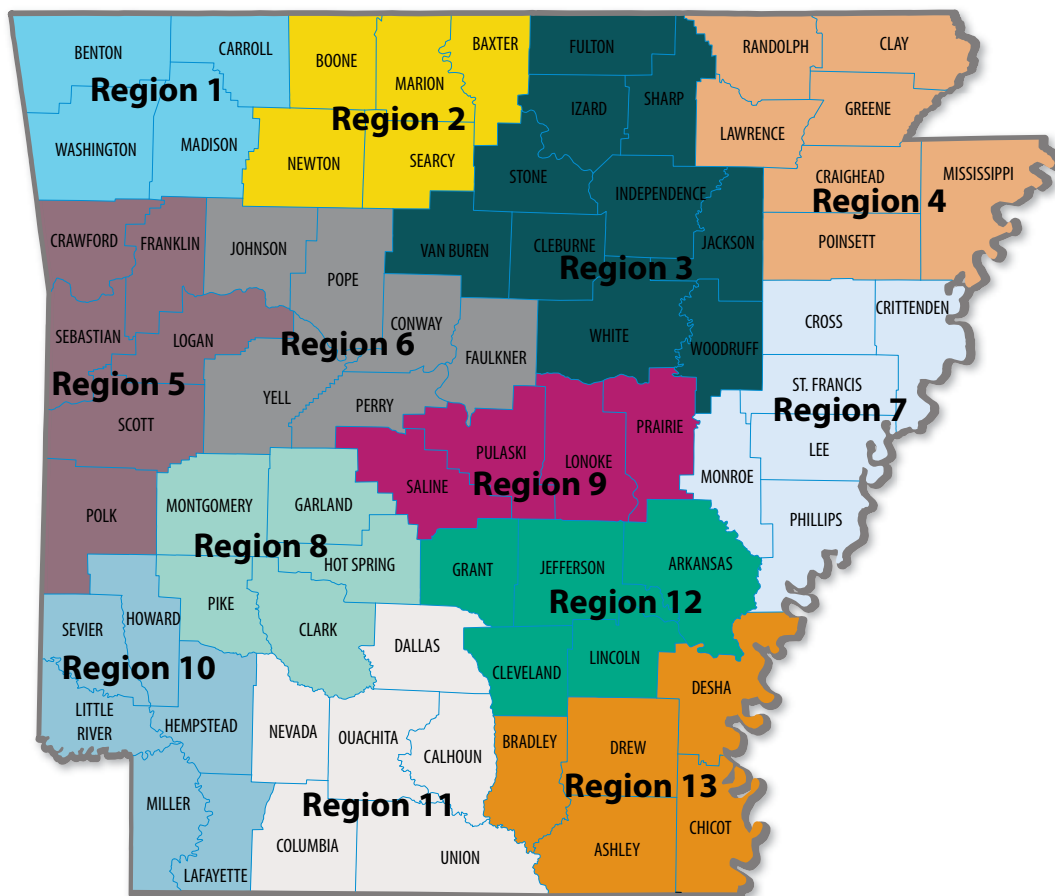 BENTON
CARROLL
Region 1
WASHINGTON
MADISON
BOONE
MARION
BAXTER
Region 2
NEWTON
SEARCY
FULTON
IZARD
SHARP
STONE
INDEPENDENCE
VAN BUREN
CLEBURNE
JACKSON
Region 3
WHITE
WOODRUFF
RANDOLPH
CLAY
GREENE
LAWRENCE
CRAIGHEAD
MISSISSIPPI
Region 4
POINSETT
CRAWFORD
FRANKLIN
SEBASTIAN
LOGAN
Region 5
SCOTT
POLK
JOHNSON
POPE
CONWAY
Region 6
FAULKNER
YELL
PERRY
CROSS
CRITTENDEN
ST. FRANCIS
Region 7
LEE
MONROE
PHILLIPS
MONTGOMERY
GARLAND
Region 8
HOT SPRING
PIKE
CLARK
PRAIRIE
PULASKI
LONOKE
SALINE
Region 9
HOWARD
SEVIER
Region 10
LITTLE
RIVER
HEMPSTEAD
MILLER
LAFAYETTE
DALLAS
NEVADA
OUACHITA
CALHOUN
Region 11
COLUMBIA
UNION
GRANT
JEFFERSON
ARKANSAS
Region 12
CLEVELAND
LINCOLN
DESHA
BRADLEY
DREW
Region 13
CHICOT
ASHLEY